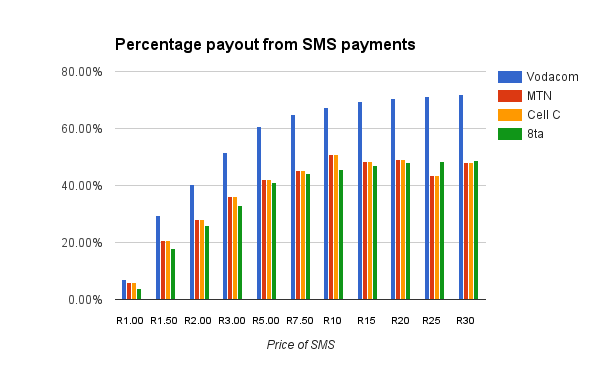 Percentage payout from SMS payments
80.00%
60.00%
40.00%
20.00%
0.00%
R1.00 R1.50 R2.00 R3.00 R5.00 R7.50 R10 R15 R20 R25 R30
Price of SMS
Vodacom
MTN
Cell C
8ta